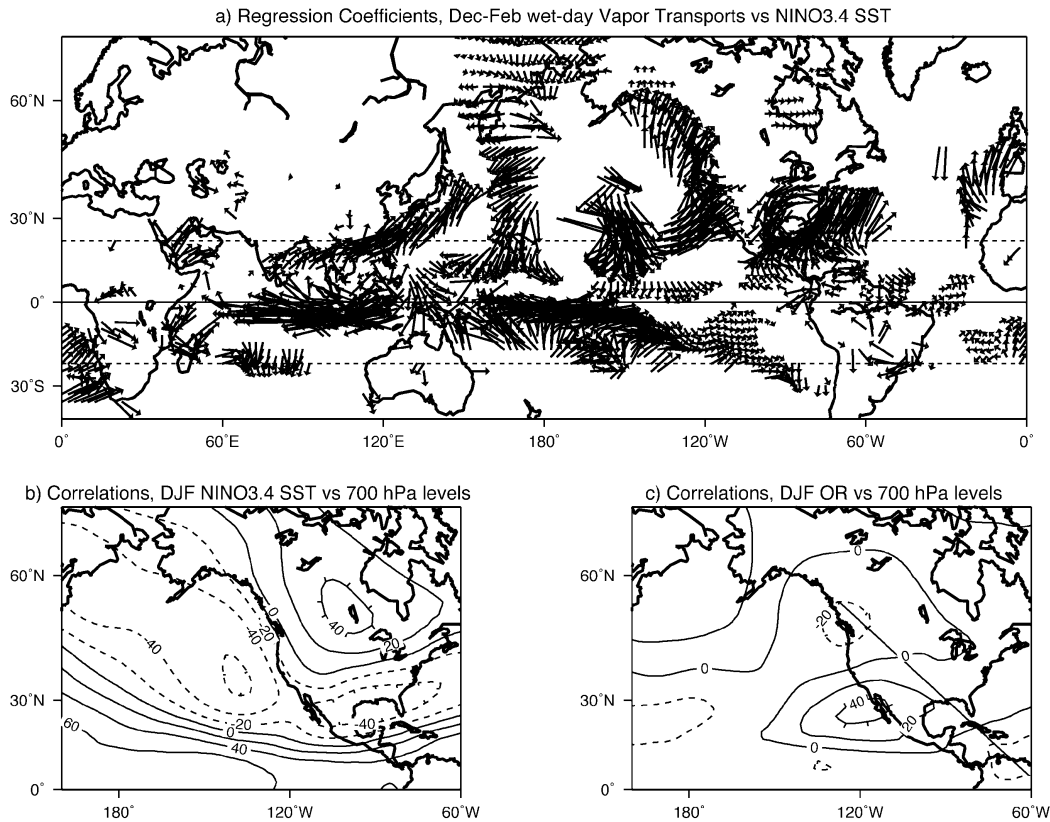 a) Regression Coefficients, Dec-Feb wet-day Vapor Transports vs NINO3.4 SST
60°N
30°N
0°
30°S
0°
60°E
120°E
180°
120°W
60°W
0°
b) Correlations, DJF NINO3.4 SST vs 700 hPa levels
60°N
30°N
0°
180°
120°W
60°W
0
-20
-40
-40
40
20
-20
0
40
60
-40
c) Correlations, DJF OR vs 700 hPa levels
60°N
30°N
0°
180°
120°W
60°W
0
-20
0
0
40
20
0